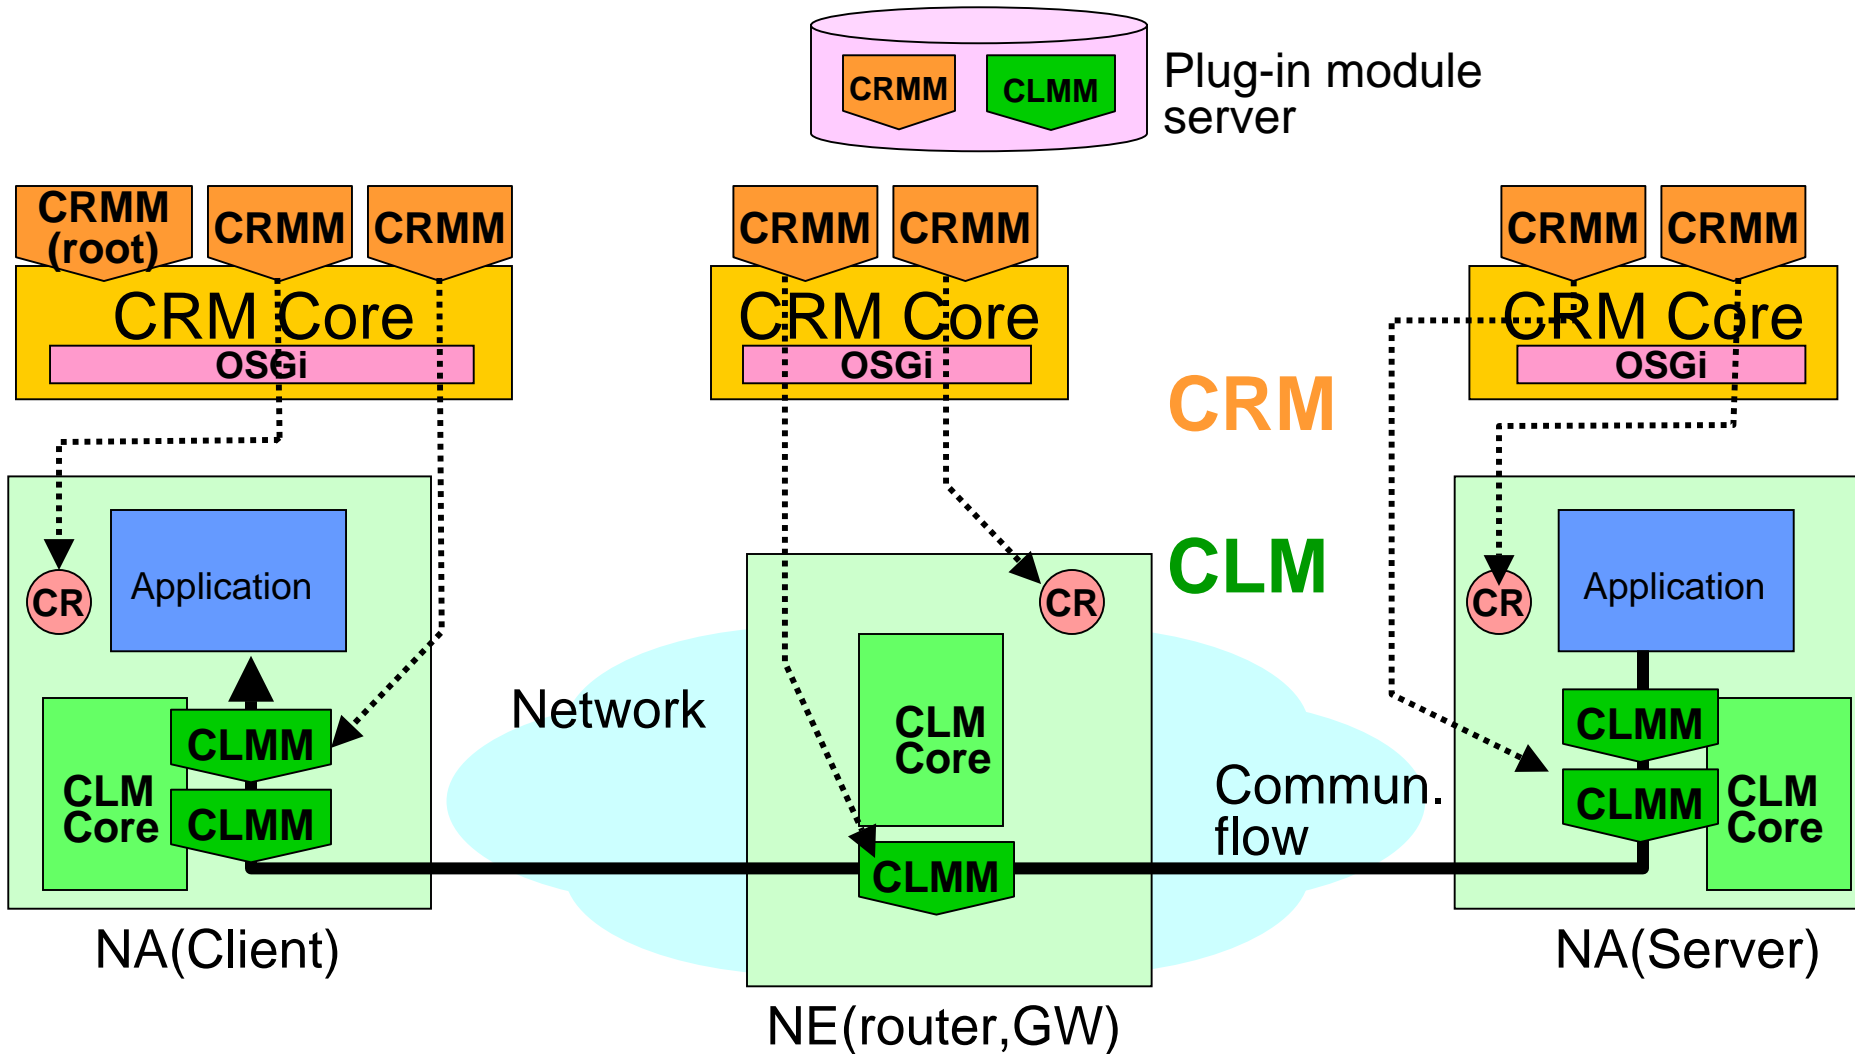 CRMM
CLMM
Plug-in module
server
CRMM
(root)
CRMM
CRMM
CRMM
CRMM
CRMM
CRMM
CRM Core
CRM Core
CRM Core
OSGi
OSGi
OSGi
CRM
CLM
CR
Application
CR
CR
Application
Network
CLM
Core
CLMM
CLMM
CLM
Core
CLMM
Commun.
flow
CLMM
CLMM
CLM
Core
NA(Client)
NE(router,GW)
NA(Server)